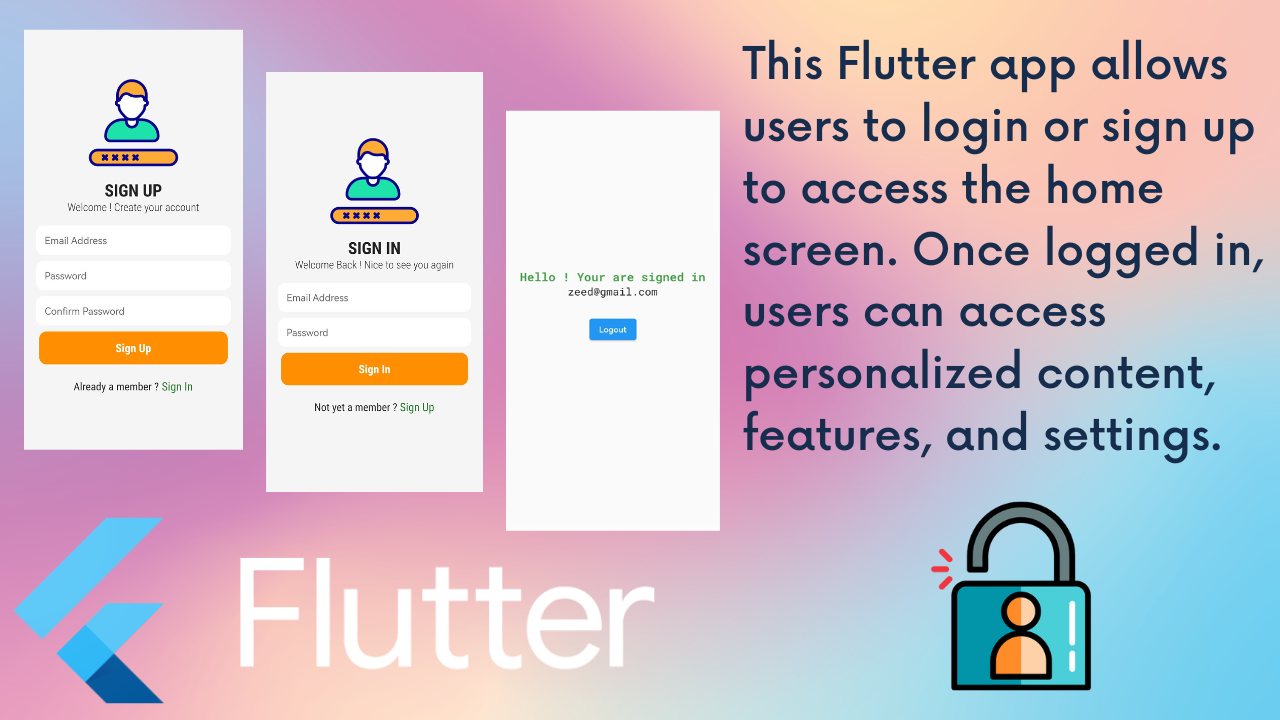 SIGN UP
Welcome ! Create your account
Email Address
Password
Confirm Password
Sign Up
Already a member ? Sign In
SIGN IN
Welcome Back ! Nice to see you again
Email Address
Password
Sign In
Not yet a member ? Sign Up
Hello ! Your are signed in
zeed@gmail.com
Logout
This Flutter app allows
users to login or sign up
to access the home
screen. Once logged in,
users can access
personalized content,
features, and settings.
Flutter